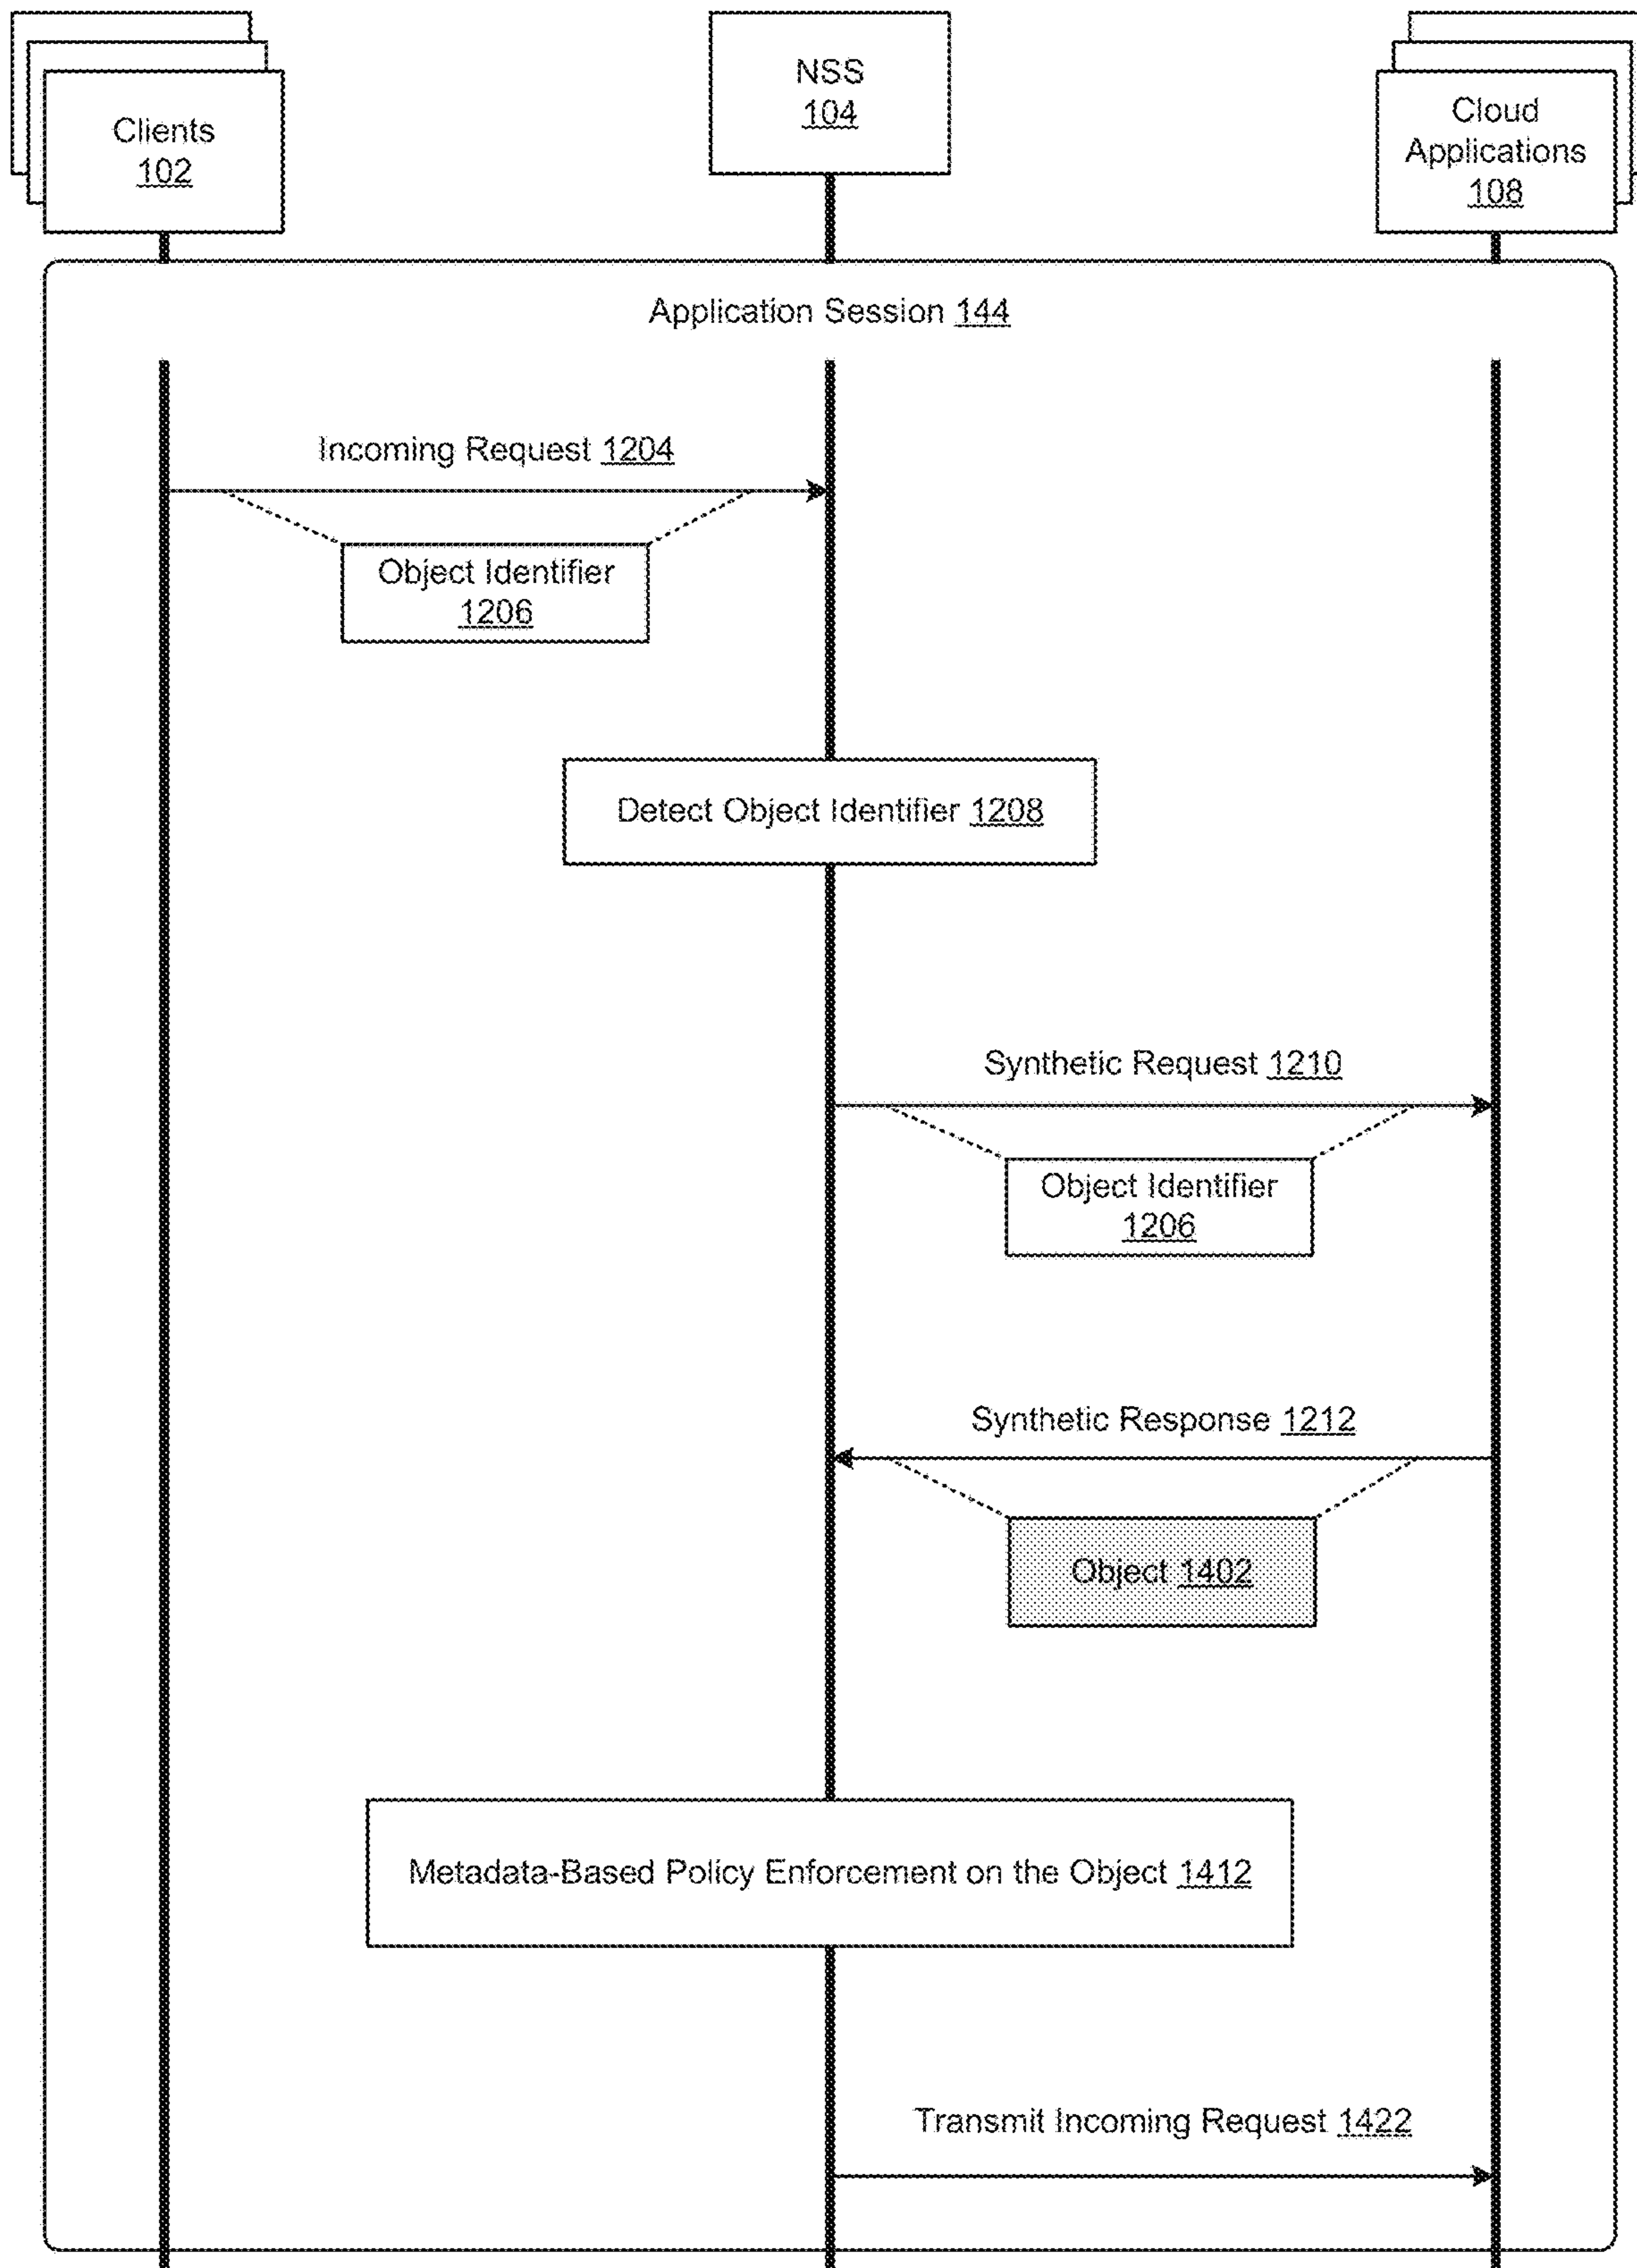 Clients
102
NSS
104
Cloud
Applications
108
Application Session 144
Incoming Request 1204
Object Identifier
1206
Detect Object Identifier 1208
Synthetic Request 1210
Object Identifier
1206
Synthetic Response 1212
Object 1402
Metadata-Based Policy Enforcement on the Object 1412
Transmit Incoming Request 1422